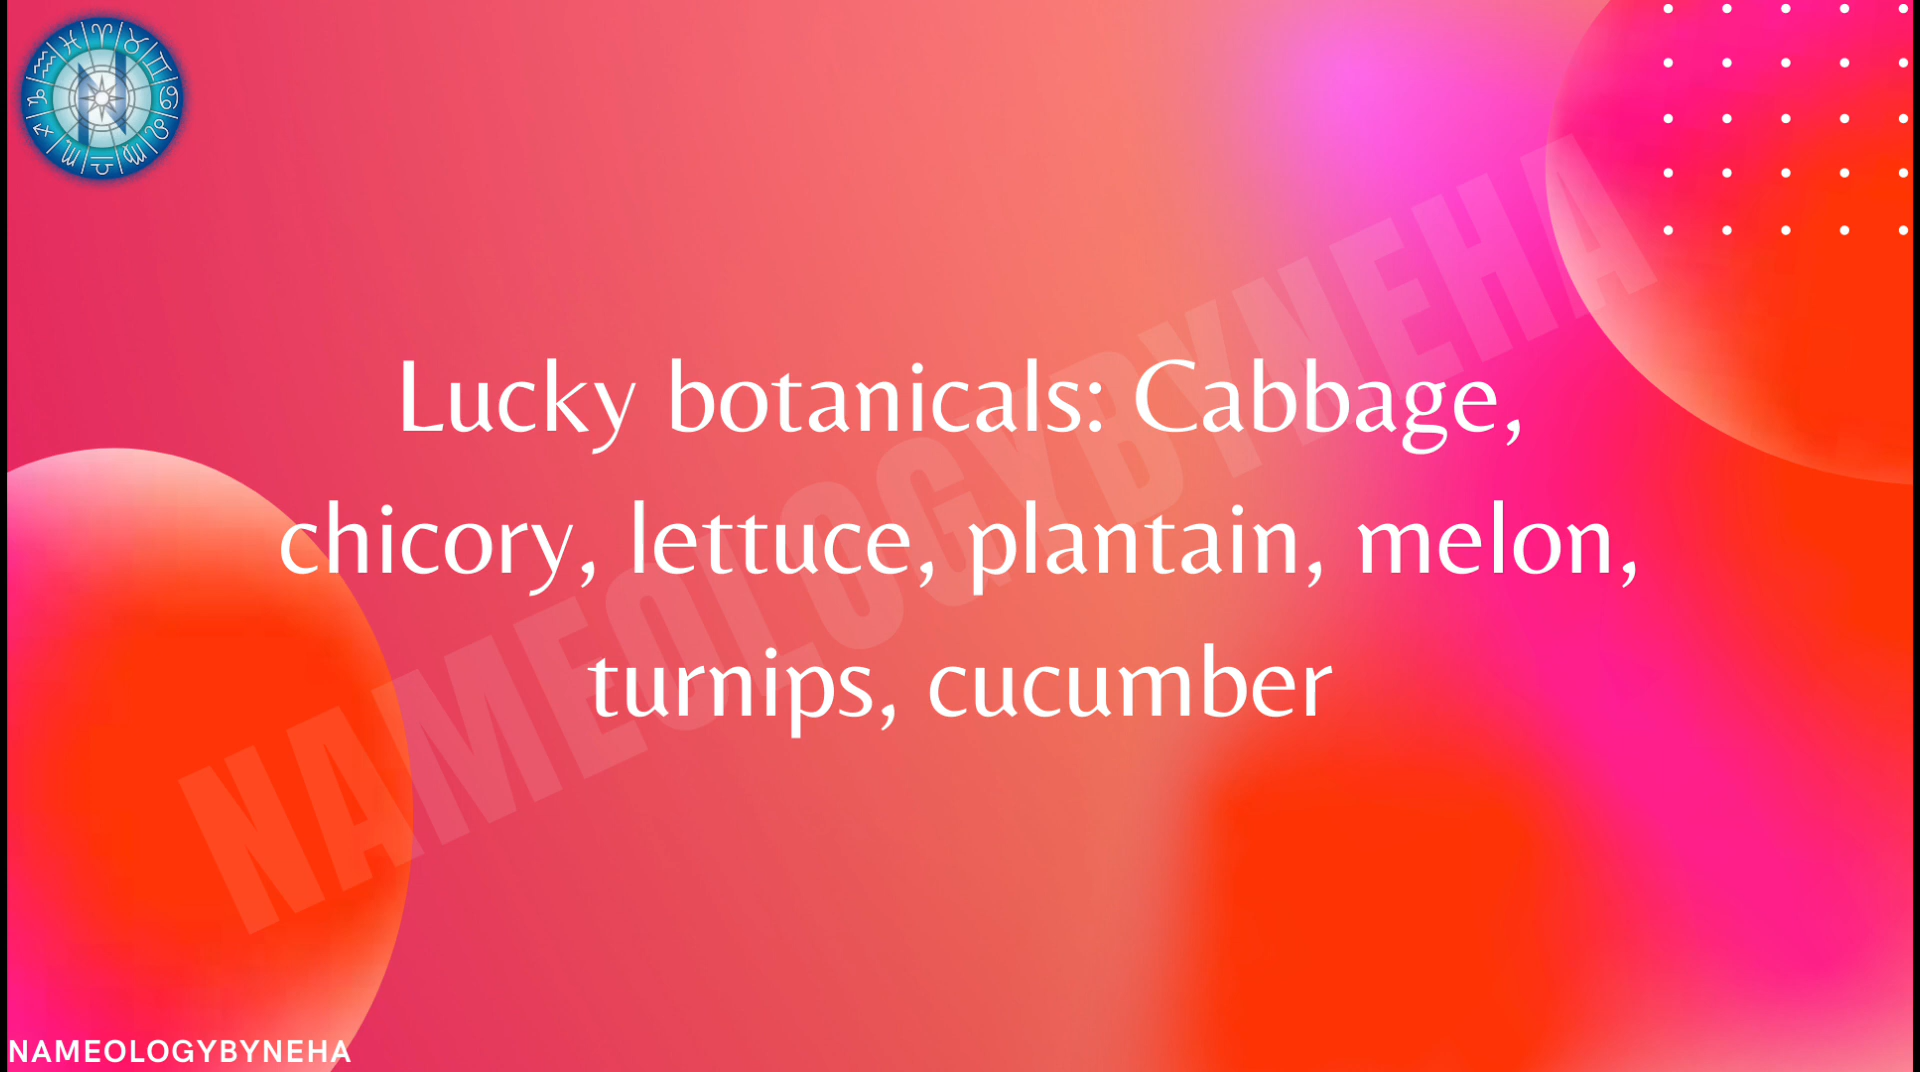 Lucky botanicals: Cabbage,
chicory, lettuce, plantain, melon,
turnips, cucumber
NAMEOLOGYBYNEHA
NAMEOLOGYBYNEHA